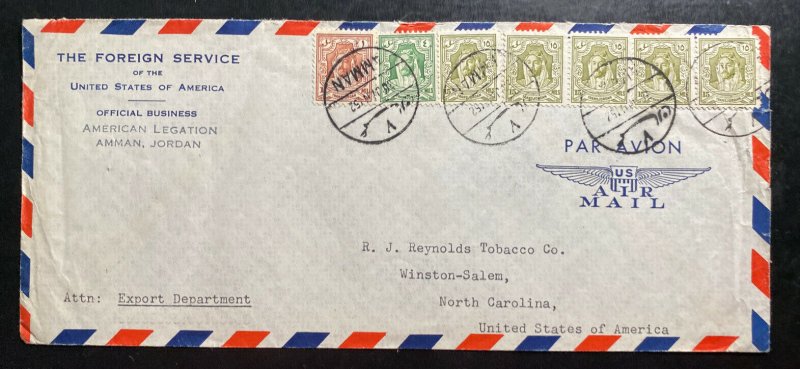 THE FOREIGN SERVICE
OF THE
UNITED STATES OF AMERICA
OFFICIAL BUSINESS
AMERICAN LEGATION
AMMAN, JORDAN
AMMAN
PAR AVION
US
AIR
MAIL
R. J. Reynolds Tobacco Co.
Winston-Salem,
North Carolina,
United States of America
Attn: Export Department